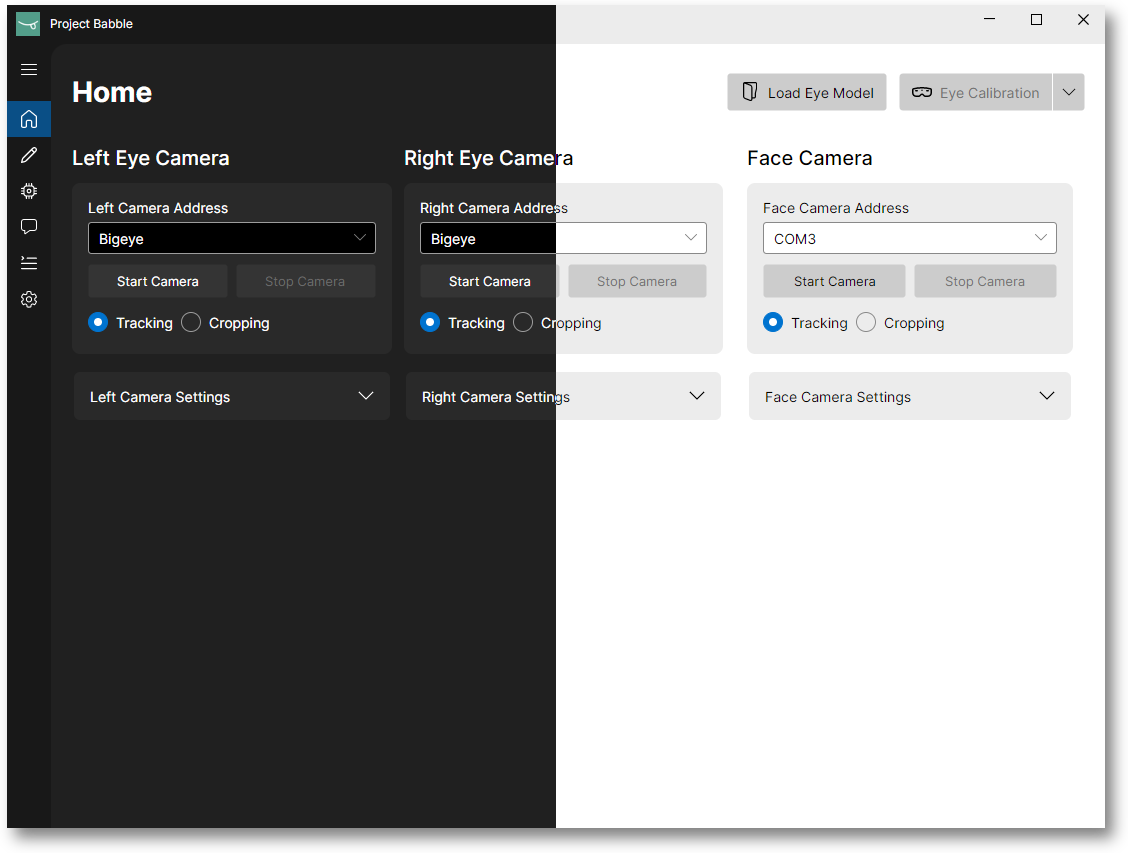 Project Babble
Home
Load Eye Model
Eye Calibration
Left Eye Camera
Left Camera Address
Bigeye
Start Camera
Stop Camera
Tracking
Cropping
Left Camera Settings
Right Eye Camera
Right Camera Address
Bigeye
Start Camera
Stop Camera
Tracking
Cropping
Right Camera Settings
Face Camera
Face Camera Address
COM3
Start Camera
Stop Camera
Tracking
Cropping
Face Camera Settings